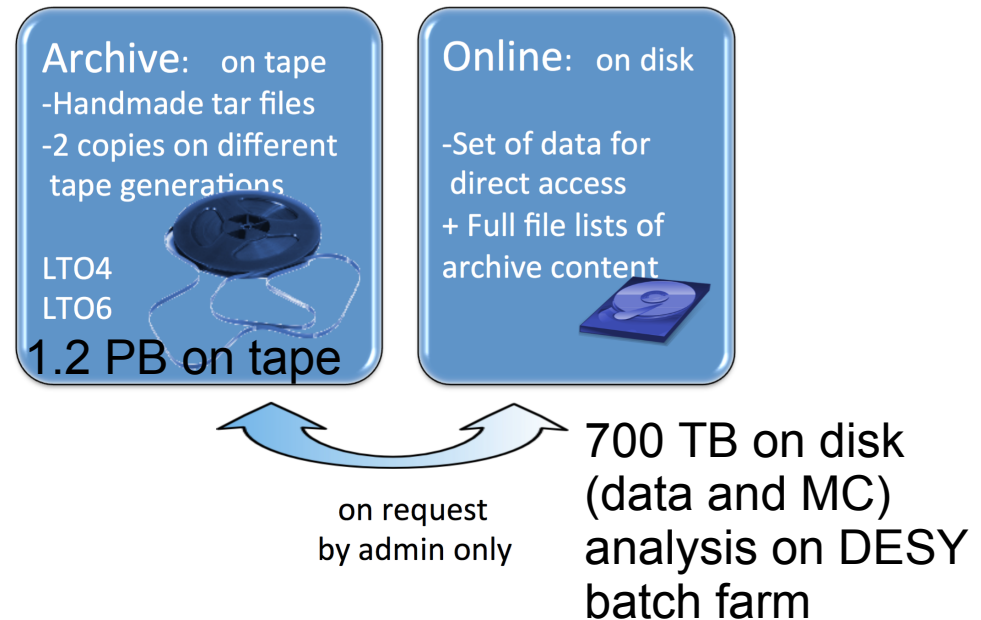 Archive: on tape
-Handmade tar files
-2 copies on different
tape generations
LTO4
LTO6
1.2 PB on tape
Online: on disk
-Set of data for
direct access
+ Full file lists of
archive content
on request
by admin only
700 TB on disk
(data and MC)
analysis on DESY
batch farm